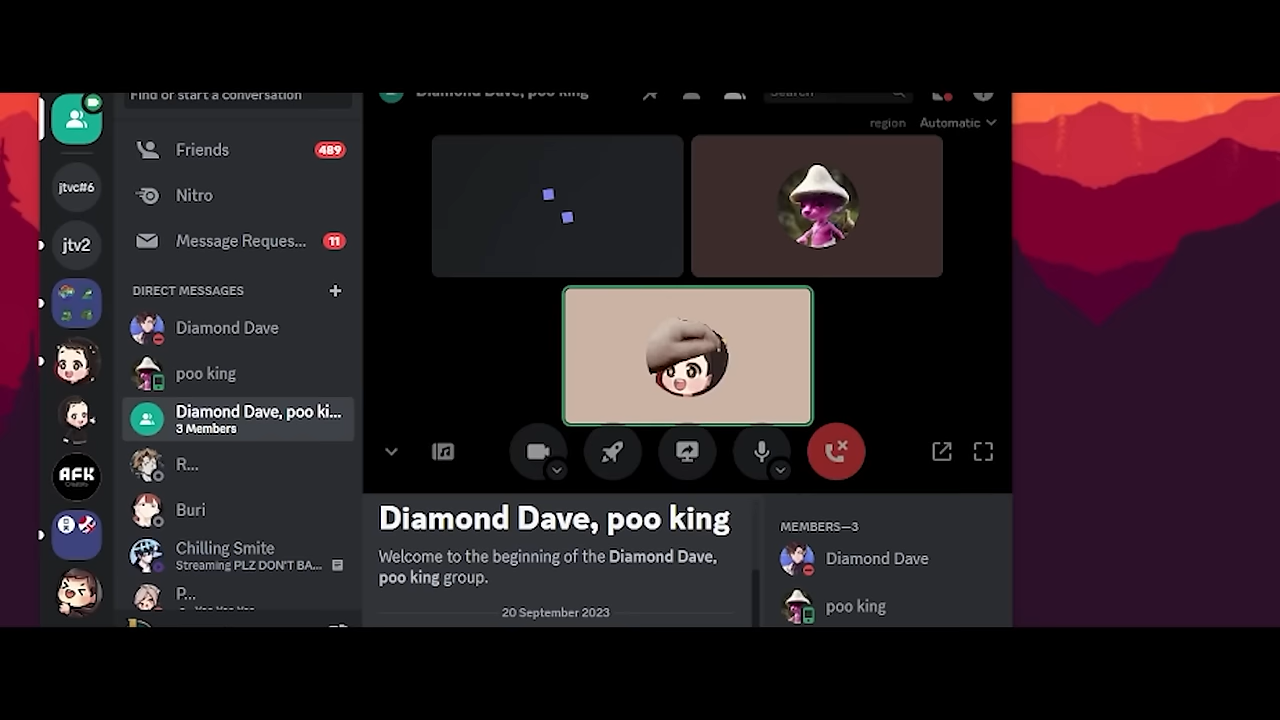 Find or start a conversation
Diamond Dave, poo king
Search
region Automatic
Friends 489
jtvc#6
Nitro
jtv2
Message Reques... 11
DIRECT MESSAGES
Diamond Dave
poo king
Diamond Dave, poo ki...
3 Members
R...
AFK
Buri
Chilling Smite
Streaming PLZ DON'T BA...
P...
Diamond Dave, poo king
Welcome to the beginning of the Diamond Dave,
poo king group.
20 September 2023
MEMBERS—3
Diamond Dave
poo king